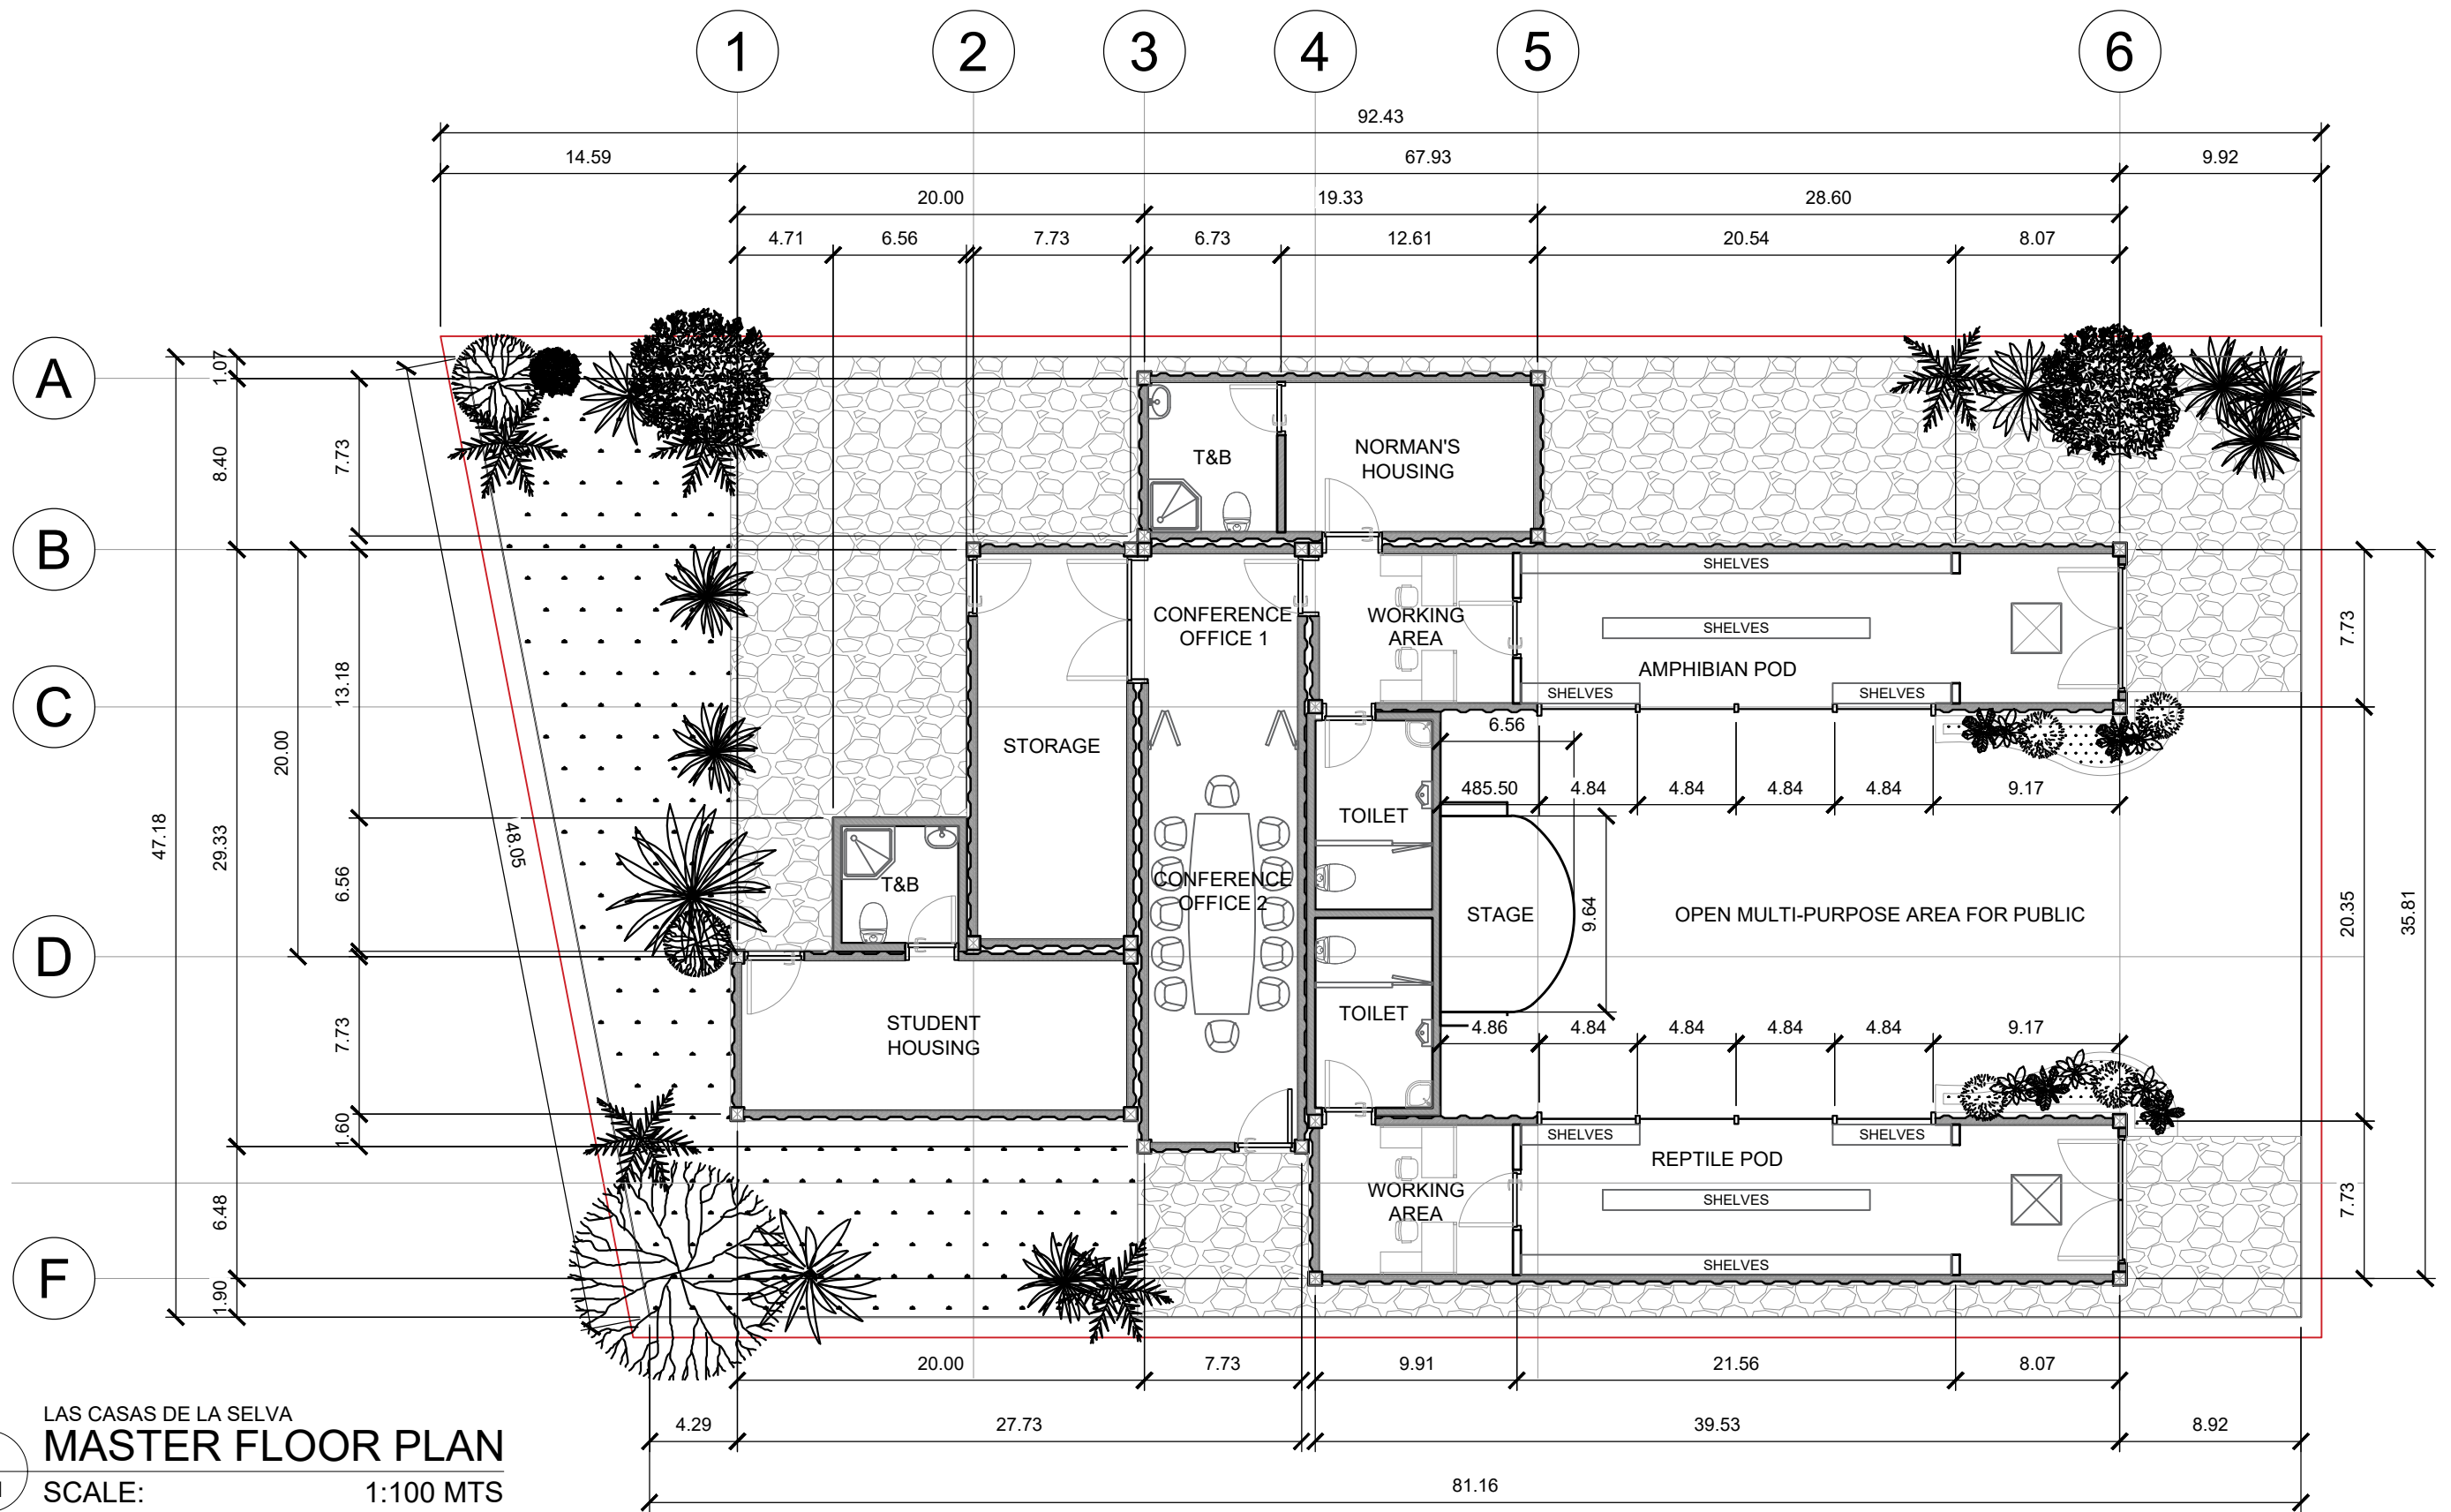 1 2 3 4 5 6
92.43
14.59 67.93 9.92
20.00 19.33 28.60
4.71 6.56 7.73 6.73 12.61 20.54 8.07
A
B
C
D
F
1.07
8.40
7.73
47.18
29.33
20.00
13.18
6.56
7.73
1.60
6.48
1.90
48.05
T&B
NORMAN'S
HOUSING
SHELVES
CONFERENCE
OFFICE 1
WORKING
AREA
SHELVES
AMPHIBIAN POD
SHELVES SHELVES
7.73
STORAGE
6.56
485.50 4.84 4.84 4.84 4.84 9.17
TOILET
T&B
CONFERENCE
OFFICE 2
STAGE
9.64
OPEN MULTI-PURPOSE AREA FOR PUBLIC
20.35
35.81
TOILET
STUDENT
HOUSING
4.86 4.84 4.84 4.84 4.84 9.17
SHELVES SHELVES
REPTILE POD
WORKING
AREA
SHELVES
7.73
SHELVES
20.00 7.73 9.91 21.56 8.07
4.29 27.73 39.53 8.92
81.16
LAS CASAS DE LA SELVA
MASTER FLOOR PLAN
SCALE: 1:100 MTS